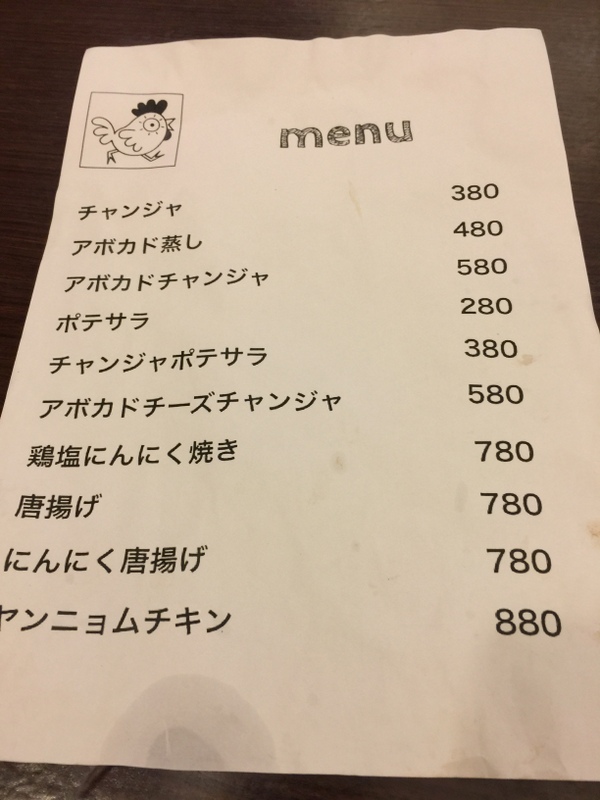 menu
チャンジャ 380
アボカド蒸し 480
アボカドチャンジャ 580
ポテサラ 280
チャンジャポテサラ 380
アボカドチーズチャンジャ 580
鶏塩にんにく焼き 780
唐揚げ 780
にんにく唐揚げ 780
ヤンニョムチキン 880